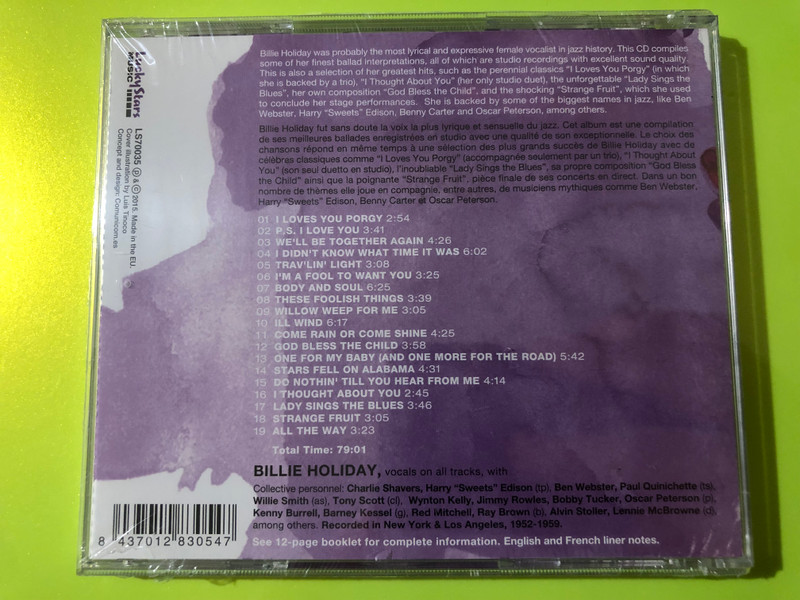 Billie Holiday was probably the most lyrical and expressive female vocalist in jazz history. This CD compiles
some of her finest ballad interpretations, all of which are studio recordings with excellent sound quality.
This is also a selection of her greatest hits, such as the perennial classics "I Loves You Porgy" (in which
she is backed by a trio), "I Thought About You" (her only studio duet), the unforgettable "Lady Sings the
Blues", her own composition "God Bless the Child", and the shocking "Strange Fruit", which she used
to conclude her stage performances. She is backed by some of the biggest names in jazz, like Ben
Webster, Harry "Sweets" Edison, Benny Carter and Oscar Peterson, among others.
Billie Holiday fut sans doute la voix la plus lyrique et sensuelle du jazz. Cet album est une compilation
de ses meilleures ballades enregistrées en studio avec une qualité de son exceptionnelle. Le choix des
chansons répond en même temps à une sélection des plus grands succès de Billie Holiday avec de
célèbres classiques comme "I Loves You Porgy" (accompagnée seulement par un trio), "I Thought About
You" (son seul duetto en studio), l'inoubliable "Lady Sings the Blues", sa propre composition "God Bless
the Child" ainsi que la poignante "Strange Fruit", pièce finale de ses concerts en direct. Dans un bon
nombre de thèmes elle joue en compagnie, entre autres, de musiciens mythiques comme Ben Webster,
Harry "Sweets" Edison, Benny Carter et Oscar Peterson.
01 I LOVES YOU PORGY 2:54
02 P.S. I LOVE YOU 3:41
03 WE'LL BE TOGETHER AGAIN 4:26
04 I DIDN'T KNOW WHAT TIME IT WAS 6:02
05 TRAV'LIN' LIGHT 3:08
06 I'M A FOOL TO WANT YOU 3:25
07 BODY AND SOUL 6:25
08 THESE FOOLISH THINGS 3:39
09 WILLOW WEEP FOR ME 3:05
10 ILL WIND 6:17
11 COME RAIN OR COME SHINE 4:25
12 GOD BLESS THE CHILD 3:58
13 ONE FOR MY BABY (AND ONE MORE FOR THE ROAD) 5:42
14 STARS FELL ON ALABAMA 4:31
15 DO NOTHIN' TILL YOU HEAR FROM ME 4:14
16 I THOUGHT ABOUT YOU 2:45
17 LADY SINGS THE BLUES 3:46
18 STRANGE FRUIT 3:05
19 ALL THE WAY 3:23
Total Time: 79:01
BILLIE HOLIDAY, vocals on all tracks, with
Collective personnel: Charlie Shavers, Harry "Sweets" Edison (tp), Ben Webster, Paul Quinichette (ts),
Willie Smith (as), Tony Scott (cl), Wynton Kelly, Jimmy Rowles, Bobby Tucker, Oscar Peterson (p),
Kenny Burrell, Barney Kessel (g), Red Mitchell, Ray Brown (b), Alvin Stoller, Lennie McBrowne (d),
among others. Recorded in New York & Los Angeles, 1952-1959.
See 12-page booklet for complete information. English and French liner notes.
LuckyStars
MUSIC
LS70035 ℗ & © 2015. Made in the EU.
Cover illustration by Luis Tinoco
Concept and design: Comunicom.es
8 437012 830547